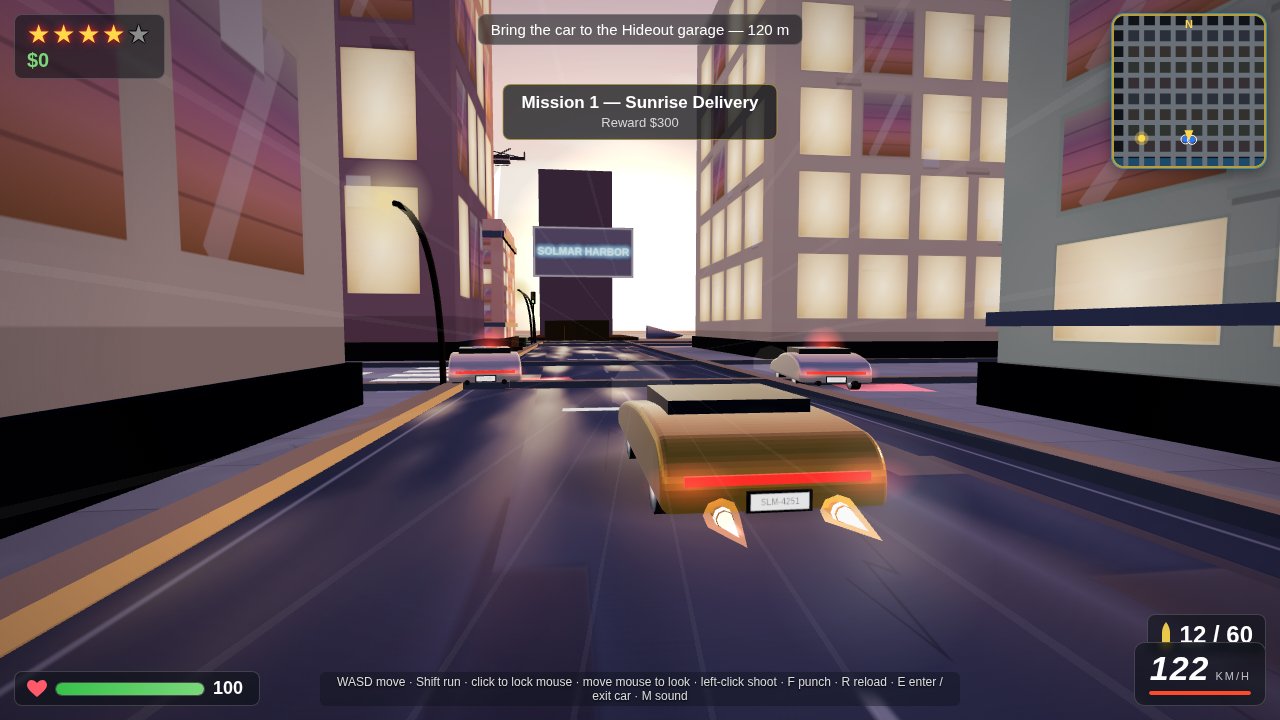 $0
Bring the car to the Hideout garage — 120 m
N
Mission 1 — Sunrise Delivery
Reward $300
SOLMAR HARBOR
SLM-4251
12 / 60
122 KM/H
100
WASD move · Shift run · click to lock mouse · move mouse to look · left-click shoot · F punch · R reload · E enter /
exit car · M sound